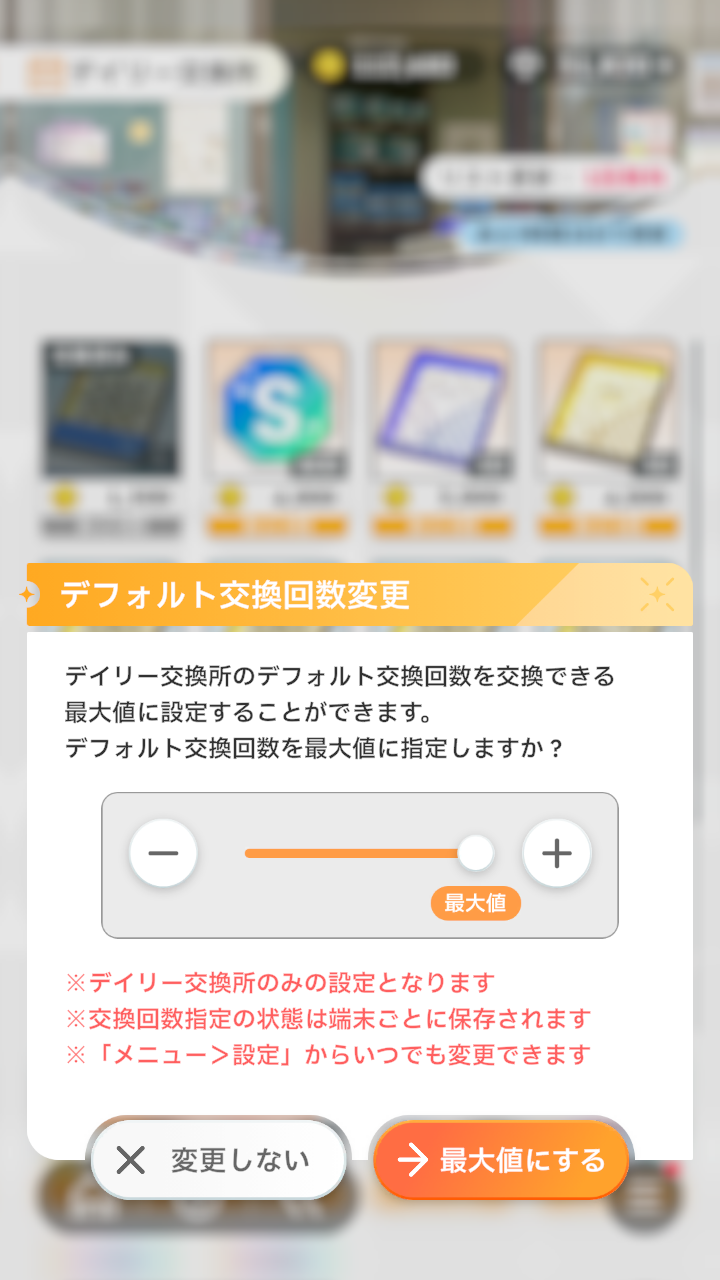 デフォルト交換回数変更
デイリー交換所のデフォルト交換回数を交換できる
最大値に設定することができます。
デフォルト交換回数を最大値に指定しますか？
最大値
※デイリー交換所のみの設定となります
※交換回数指定の状態は端末ごとに保存されます
※「メニュー＞設定」からいつでも変更できます
変更しない
最大値にする